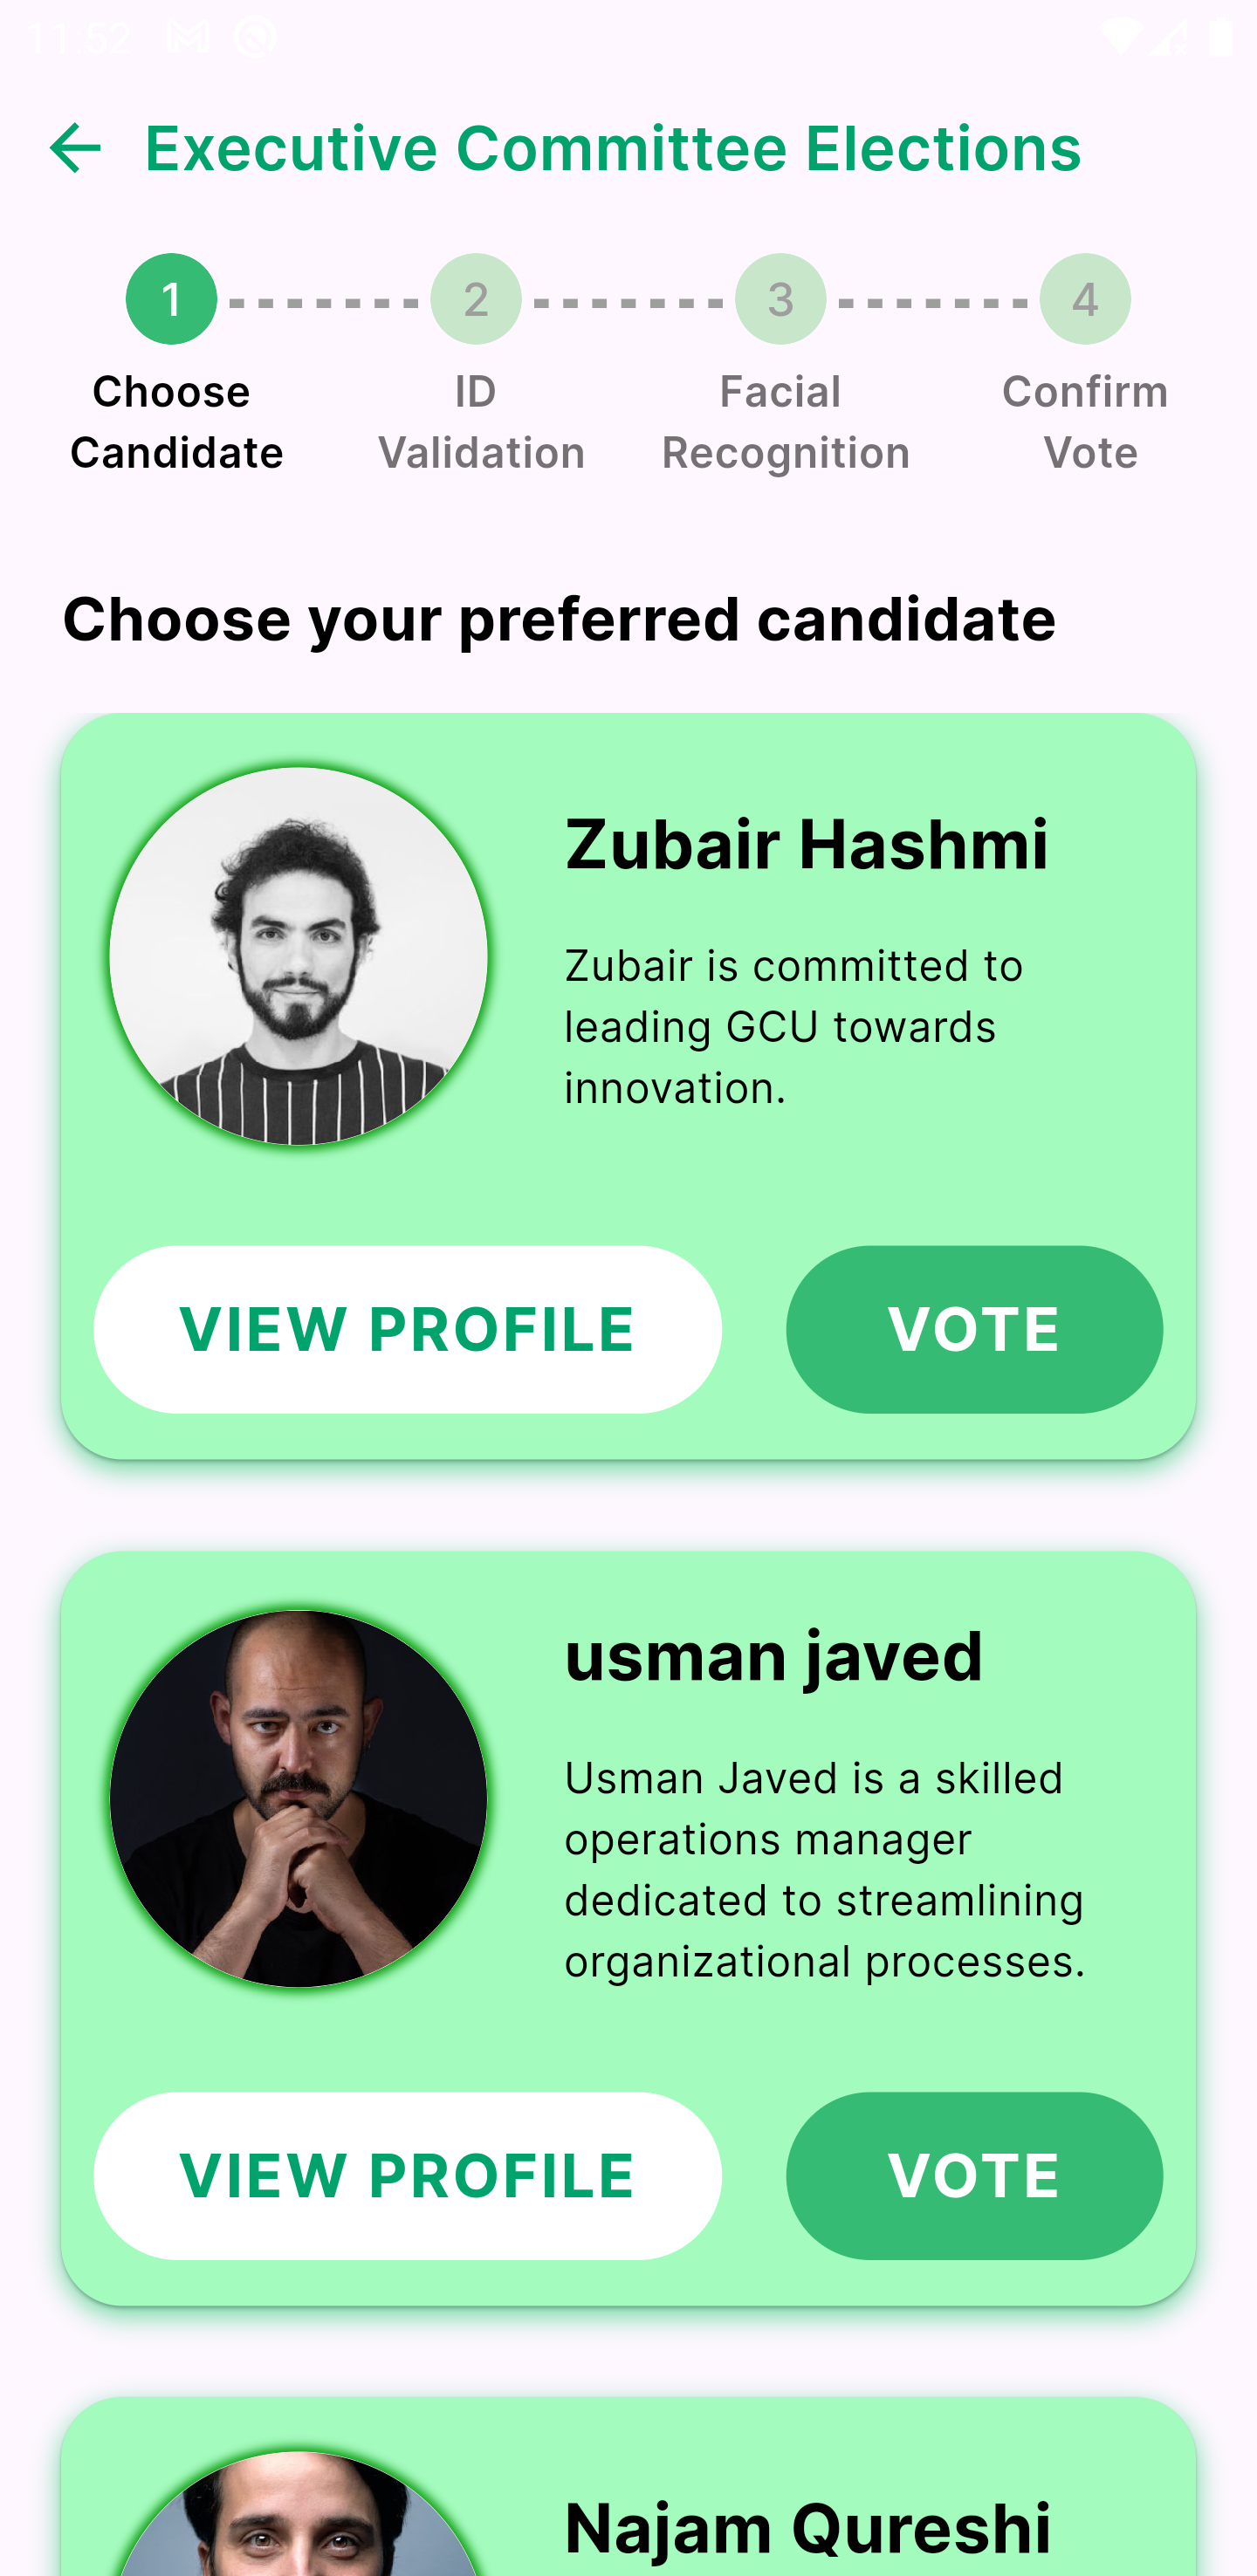 11:52
Executive Committee Elections
1 2 3 4
Choose Candidate
ID Validation
Facial Recognition
Confirm Vote
Choose your preferred candidate
Zubair Hashmi
Zubair is committed to
leading GCU towards
innovation.
VIEW PROFILE VOTE
usman javed
Usman Javed is a skilled
operations manager
dedicated to streamlining
organizational processes.
VIEW PROFILE VOTE
Najam Qureshi